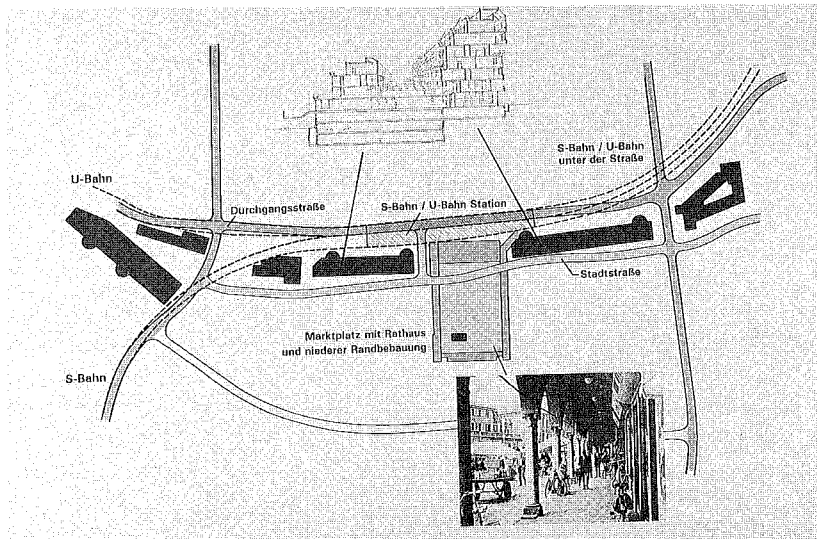 S-Bahn / U-Bahn
unter der Straße
U-Bahn
Durchgangsstraße
S-Bahn / U-Bahn Station
Stadtstraße
Marktplatz mit Rathaus
und niederer Randbebauung
S-Bahn